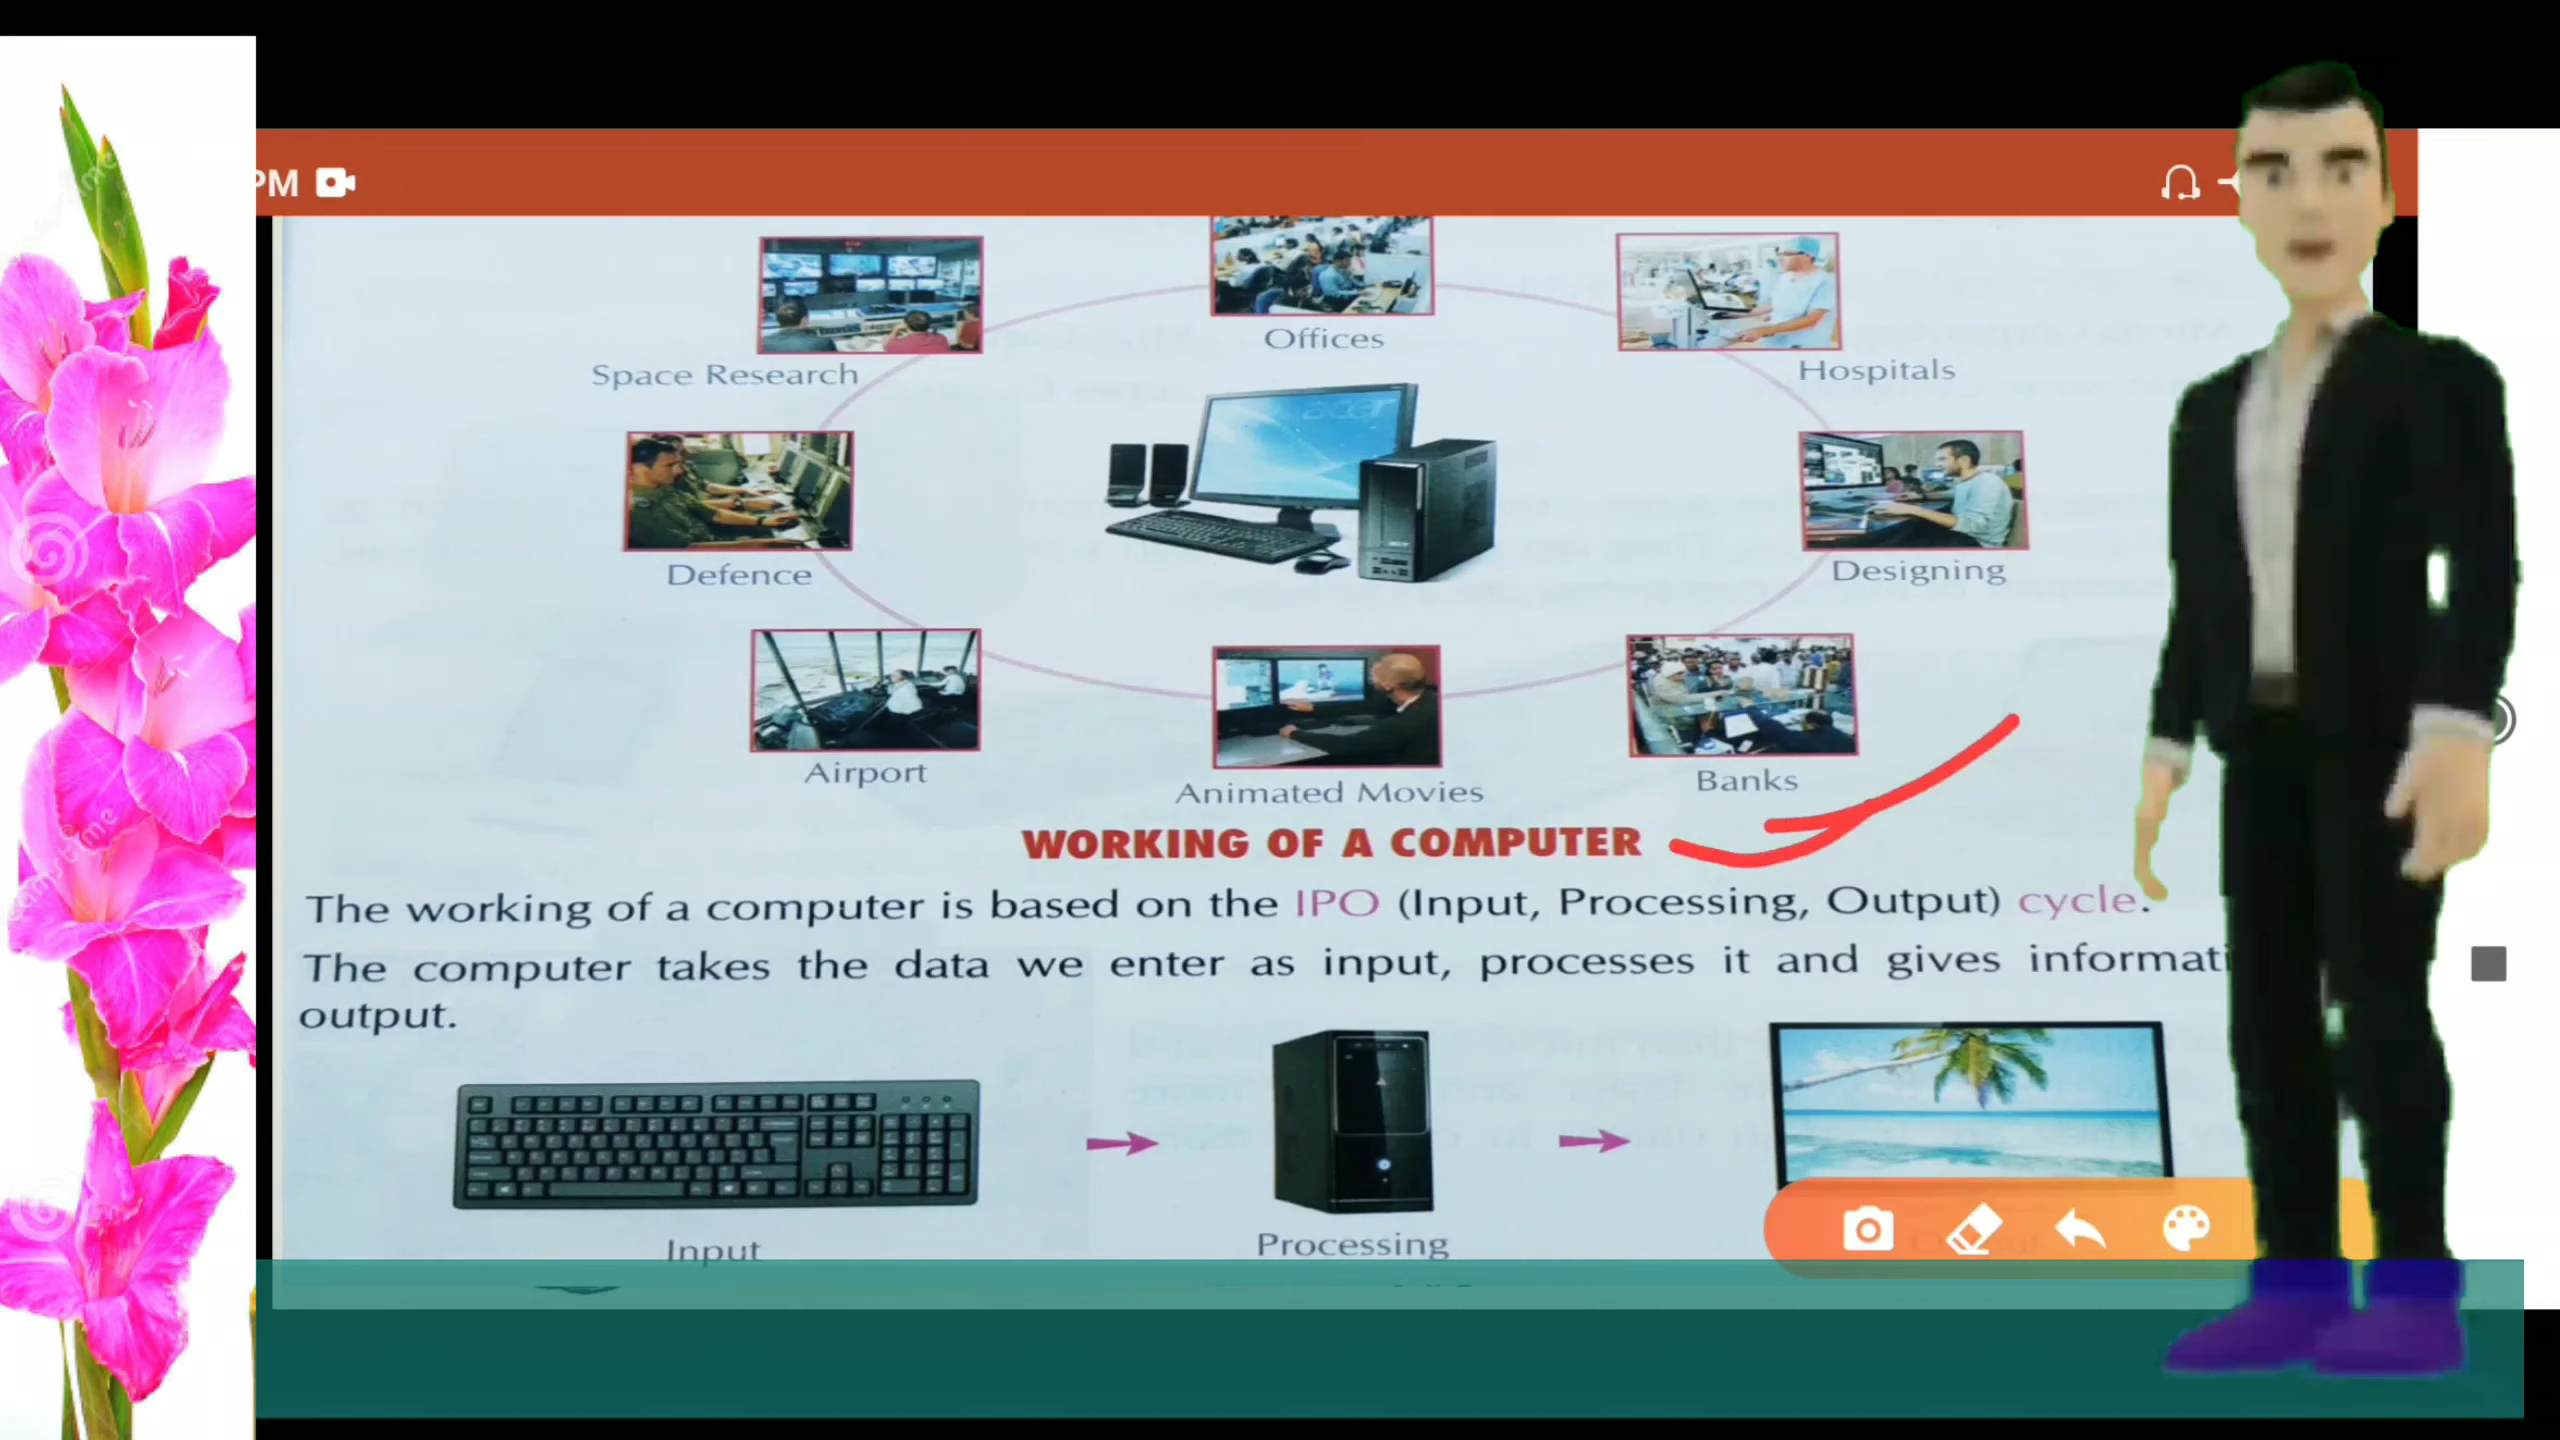 PM
Offices
Space Research
Hospitals
acer
Defence
Designing
Airport
Animated Movies
Banks
WORKING OF A COMPUTER
The working of a computer is based on the IPO (Input, Processing, Output) cycle.
The computer takes the data we enter as input, processes it and gives
output.
Input
Processing